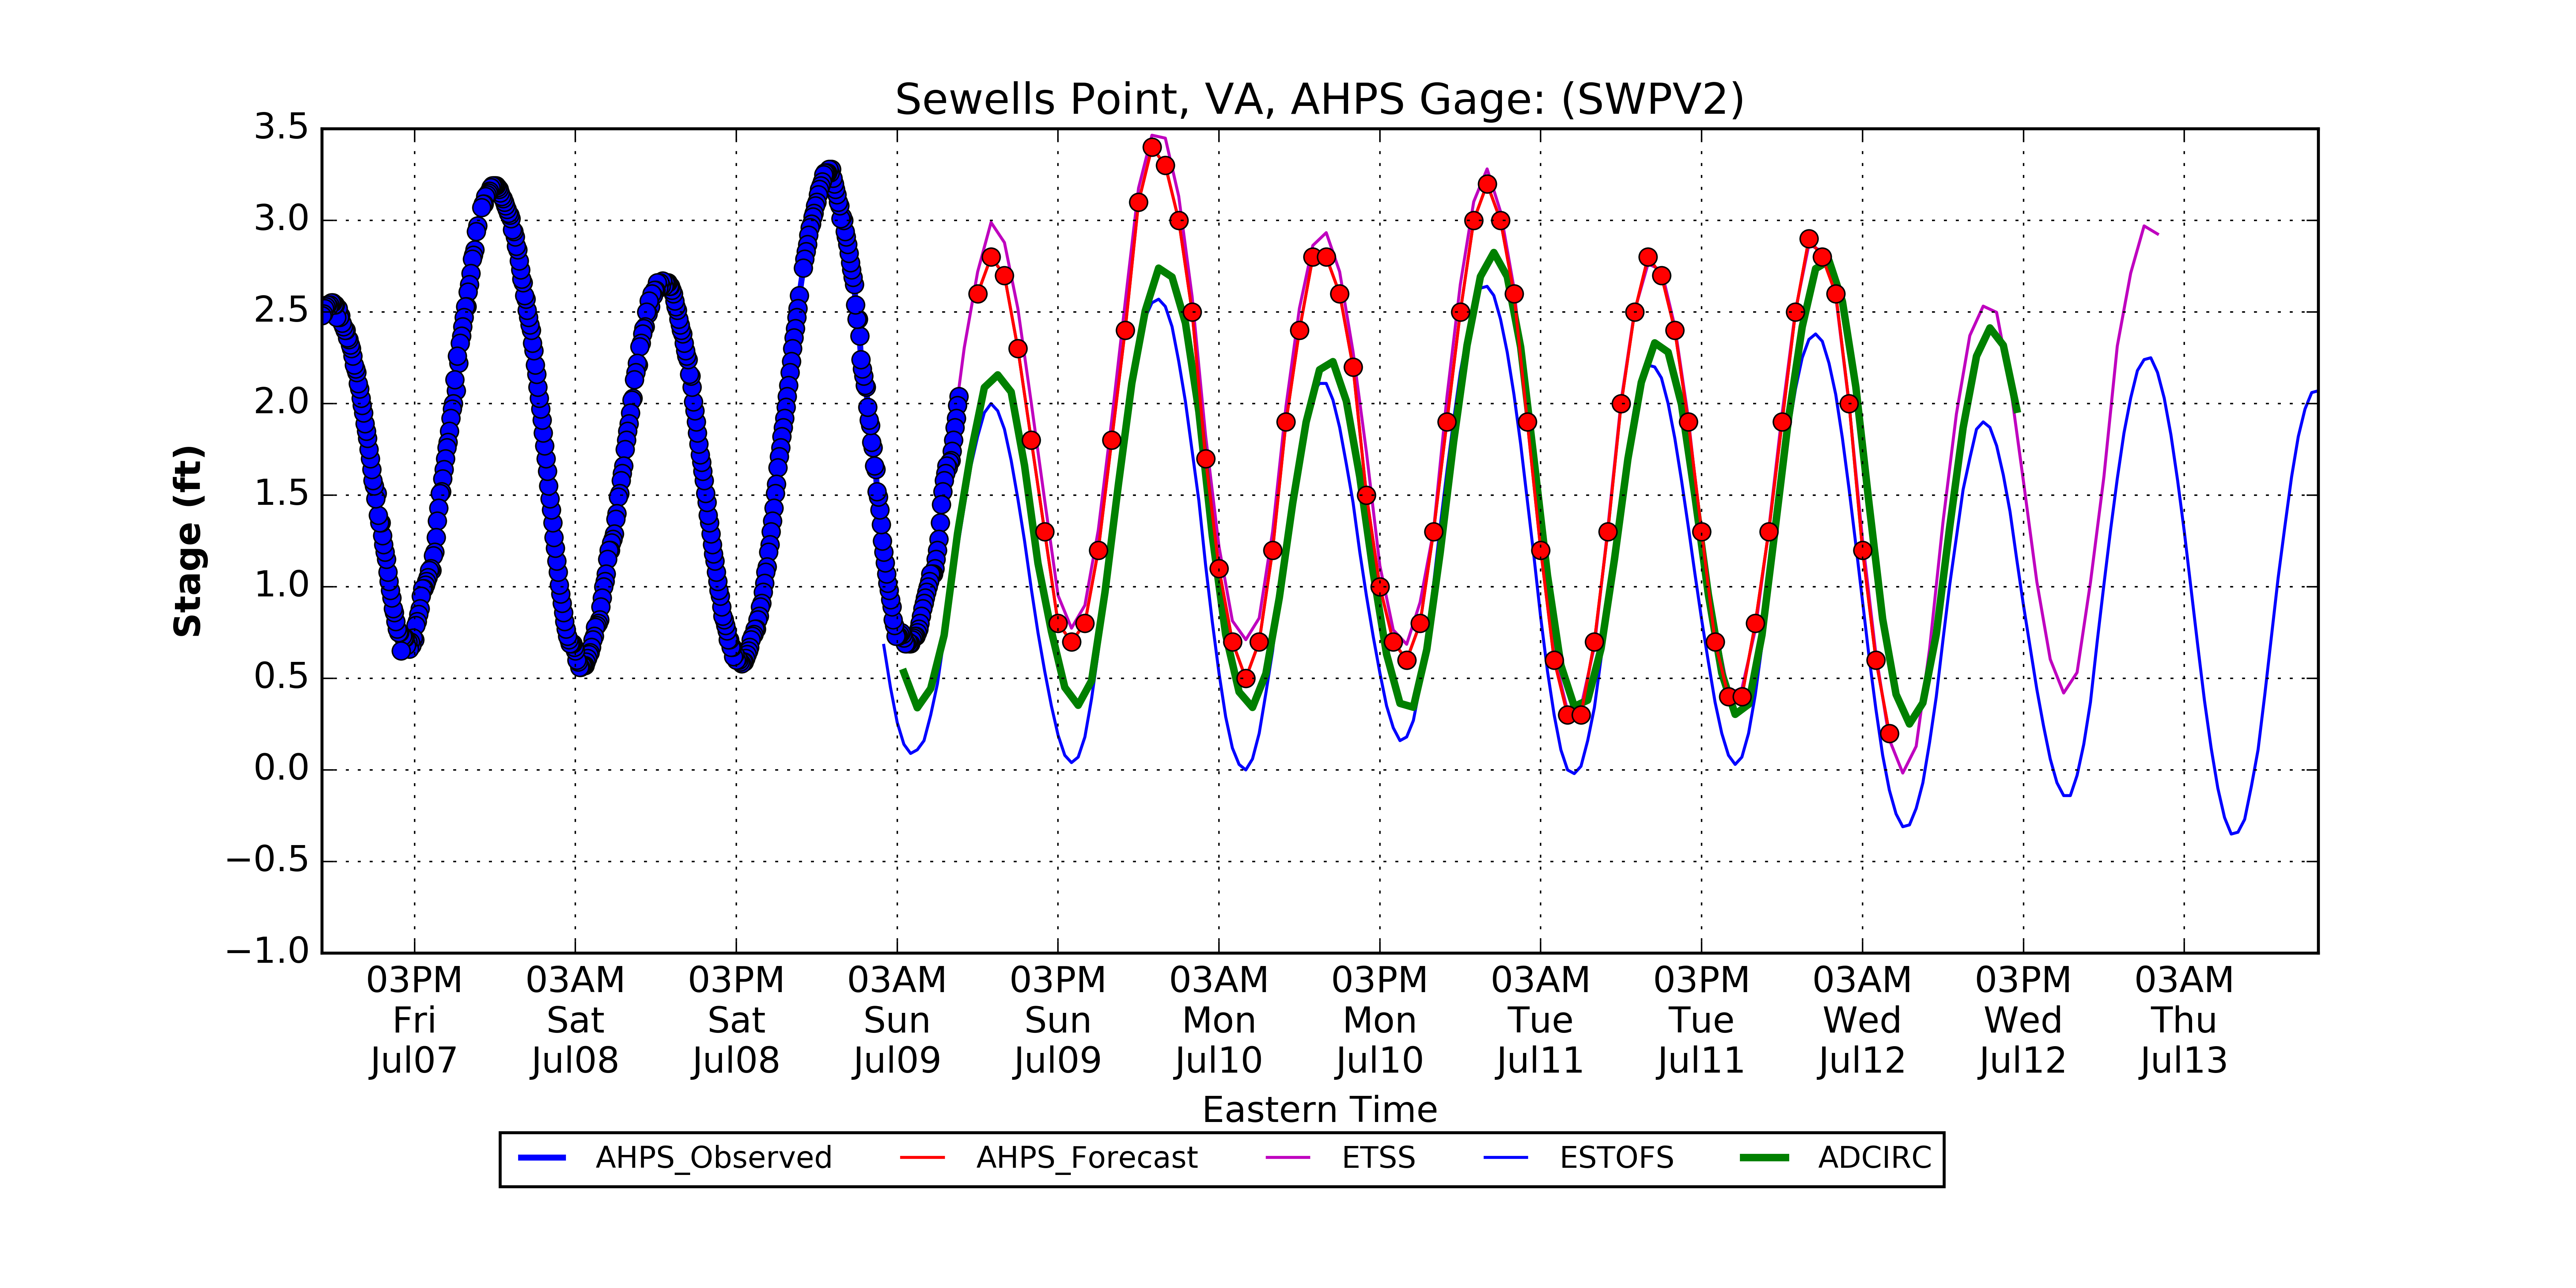 Sewells Point, VA, AHPS Gage: (SWPV2)
3.5
3.0
2.5
2.0
1.5
1.0
0.5
0.0
−0.5
−1.0
Stage (ft)
03PM 03AM 03PM 03AM 03PM 03AM 03PM 03AM 03PM 03AM 03PM 03AM
Fri Sat Sat Sun Sun Mon Mon Tue Tue Wed Wed Thu
Jul07 Jul08 Jul08 Jul09 Jul09 Jul10 Jul10 Jul11 Jul11 Jul12 Jul12 Jul13
Eastern Time
AHPS_Observed AHPS_Forecast ETSS ESTOFS ADCIRC